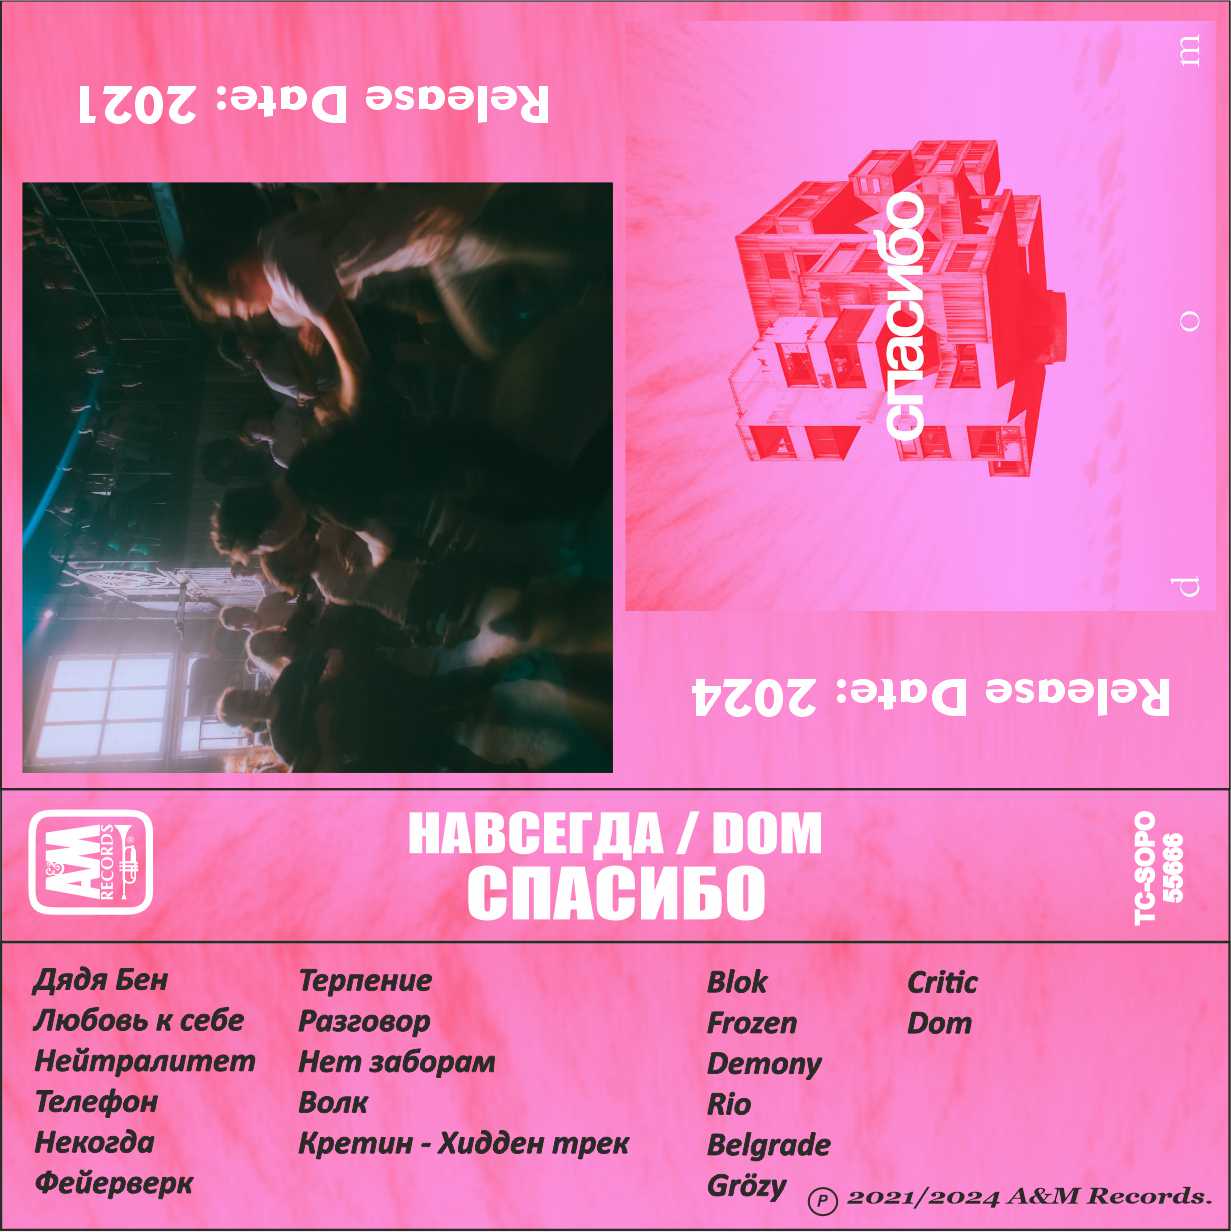 Release Date: 2021
m
o
d
спасибо
Release Date: 2024
A&M
RECORDS
НАВСЕГДА / DOM
СПАСИБО
TC-SOPO
55666
Дядя Бен
Любовь к себе
Нейтралитет
Телефон
Некогда
Фейерверк
Терпение
Разговор
Нет заборам
Волк
Кретин - Хидден трек
Blok
Frozen
Demony
Rio
Belgrade
Grözy
Critic
Dom
℗ 2021/2024 A&M Records.